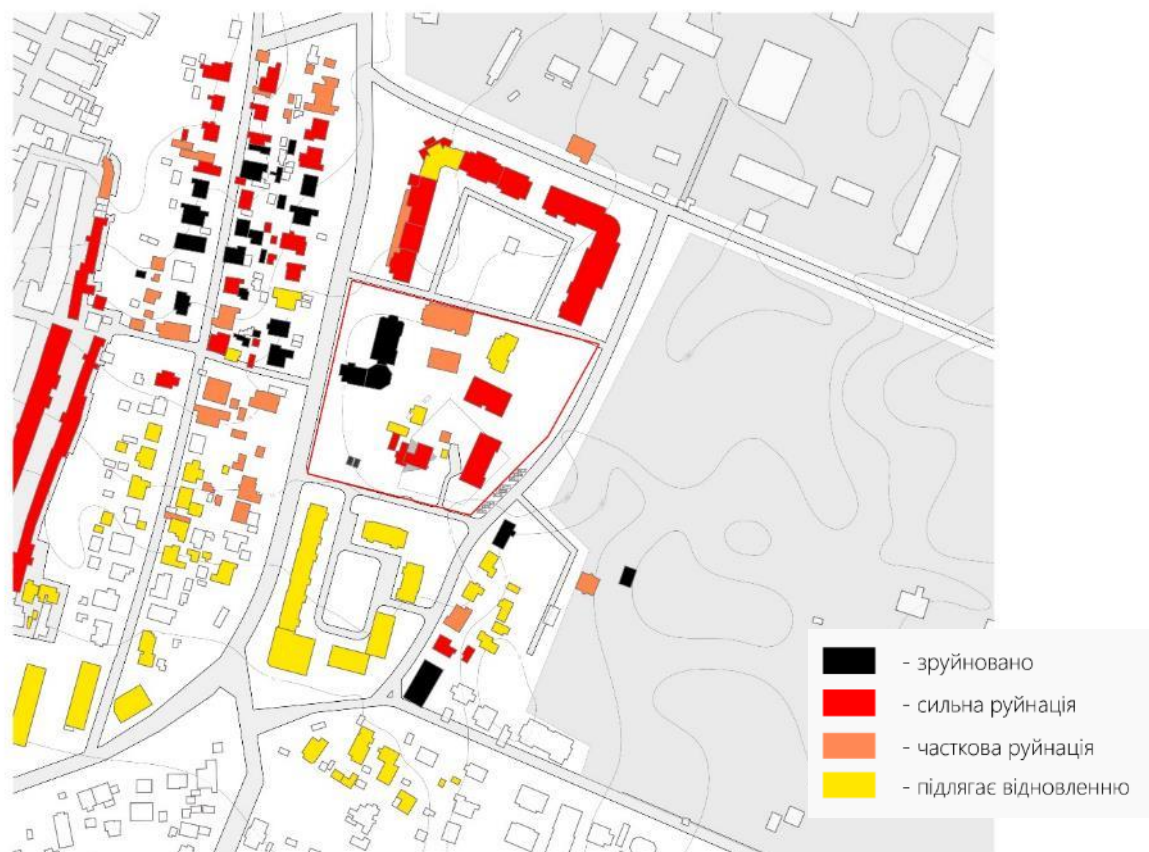 - зруйновано
- сильна руйнація
- часткова руйнація
- підлягає відновленню